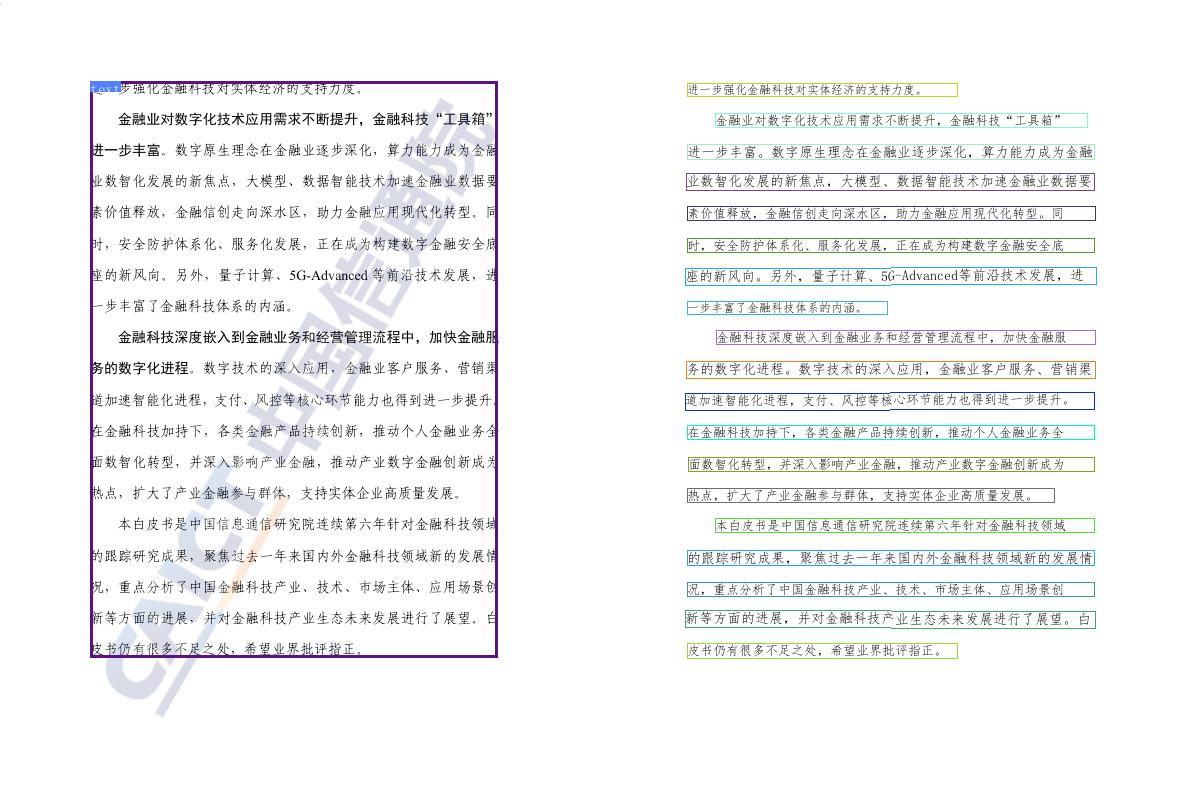 text
进一步强化金融科技对实体经济的支持力度。
金融业对数字化技术应用需求不断提升，金融科技“工具箱”
进一步丰富。数字原生理念在金融业逐步深化，算力能力成为金融
业数智化发展的新焦点，大模型、数据智能技术加速金融业数据要
素价值释放，金融信创走向深水区，助力金融应用现代化转型。同
时，安全防护体系化、服务化发展，正在成为构建数字金融安全底
座的新风向。另外，量子计算、5G-Advanced 等前沿技术发展，进
一步丰富了金融科技体系的内涵。
金融科技深度嵌入到金融业务和经营管理流程中，加快金融服
务的数字化进程。数字技术的深入应用，金融业客户服务、营销渠
道加速智能化进程，支付、风控等核心环节能力也得到进一步提升。
在金融科技加持下，各类金融产品持续创新，推动个人金融业务全
面数智化转型，并深入影响产业金融，推动产业数字金融创新成为
热点，扩大了产业金融参与群体，支持实体企业高质量发展。
本白皮书是中国信息通信研究院连续第六年针对金融科技领域
的跟踪研究成果，聚焦过去一年来国内外金融科技领域新的发展情
况，重点分析了中国金融科技产业、技术、市场主体、应用场景创
新等方面的进展，并对金融科技产业生态未来发展进行了展望。白
皮书仍有很多不足之处，希望业界批评指正。
CAICT 中国信通院
进一步强化金融科技对实体经济的支持力度。
金融业对数字化技术应用需求不断提升，金融科技“工具箱”
进一步丰富。数字原生理念在金融业逐步深化，算力能力成为金融
业数智化发展的新焦点，大模型、数据智能技术加速金融业数据要
素价值释放，金融信创走向深水区，助力金融应用现代化转型。同
时，安全防护体系化、服务化发展，正在成为构建数字金融安全底
座的新风向。另外，量子计算、5G-Advanced等前沿技术发展，进
一步丰富了金融科技体系的内涵。
金融科技深度嵌入到金融业务和经营管理流程中，加快金融服
务的数字化进程。数字技术的深入应用，金融业客户服务、营销渠
道加速智能化进程，支付、风控等核心环节能力也得到进一步提升。
在金融科技加持下，各类金融产品持续创新，推动个人金融业务全
面数智化转型，并深入影响产业金融，推动产业数字金融创新成为
热点，扩大了产业金融参与群体，支持实体企业高质量发展。
本白皮书是中国信息通信研究院连续第六年针对金融科技领域
的跟踪研究成果，聚焦过去一年来国内外金融科技领域新的发展情
况，重点分析了中国金融科技产业、技术、市场主体、应用场景创
新等方面的进展，并对金融科技产业生态未来发展进行了展望。白
皮书仍有很多不足之处，希望业界批评指正。